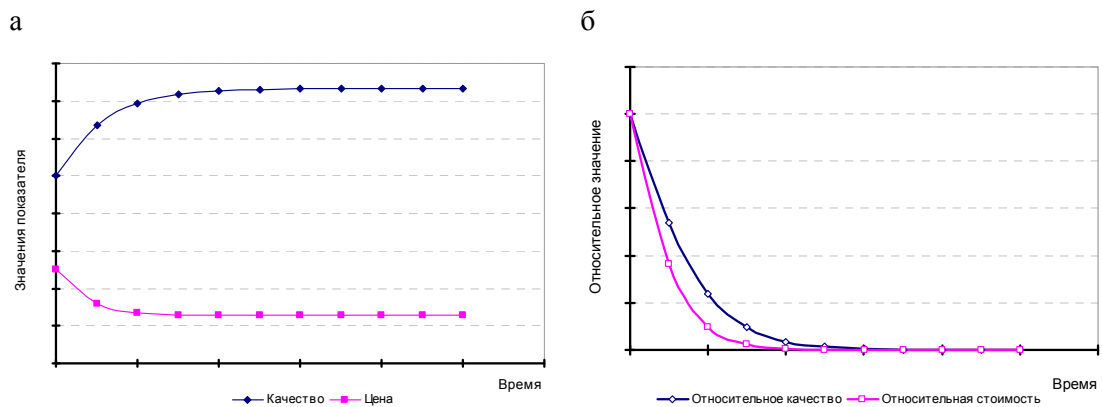 а
б
Значения показателя
Время
Качество Цена
Относительное значение
Время
Относительное качество Относительная стоимость